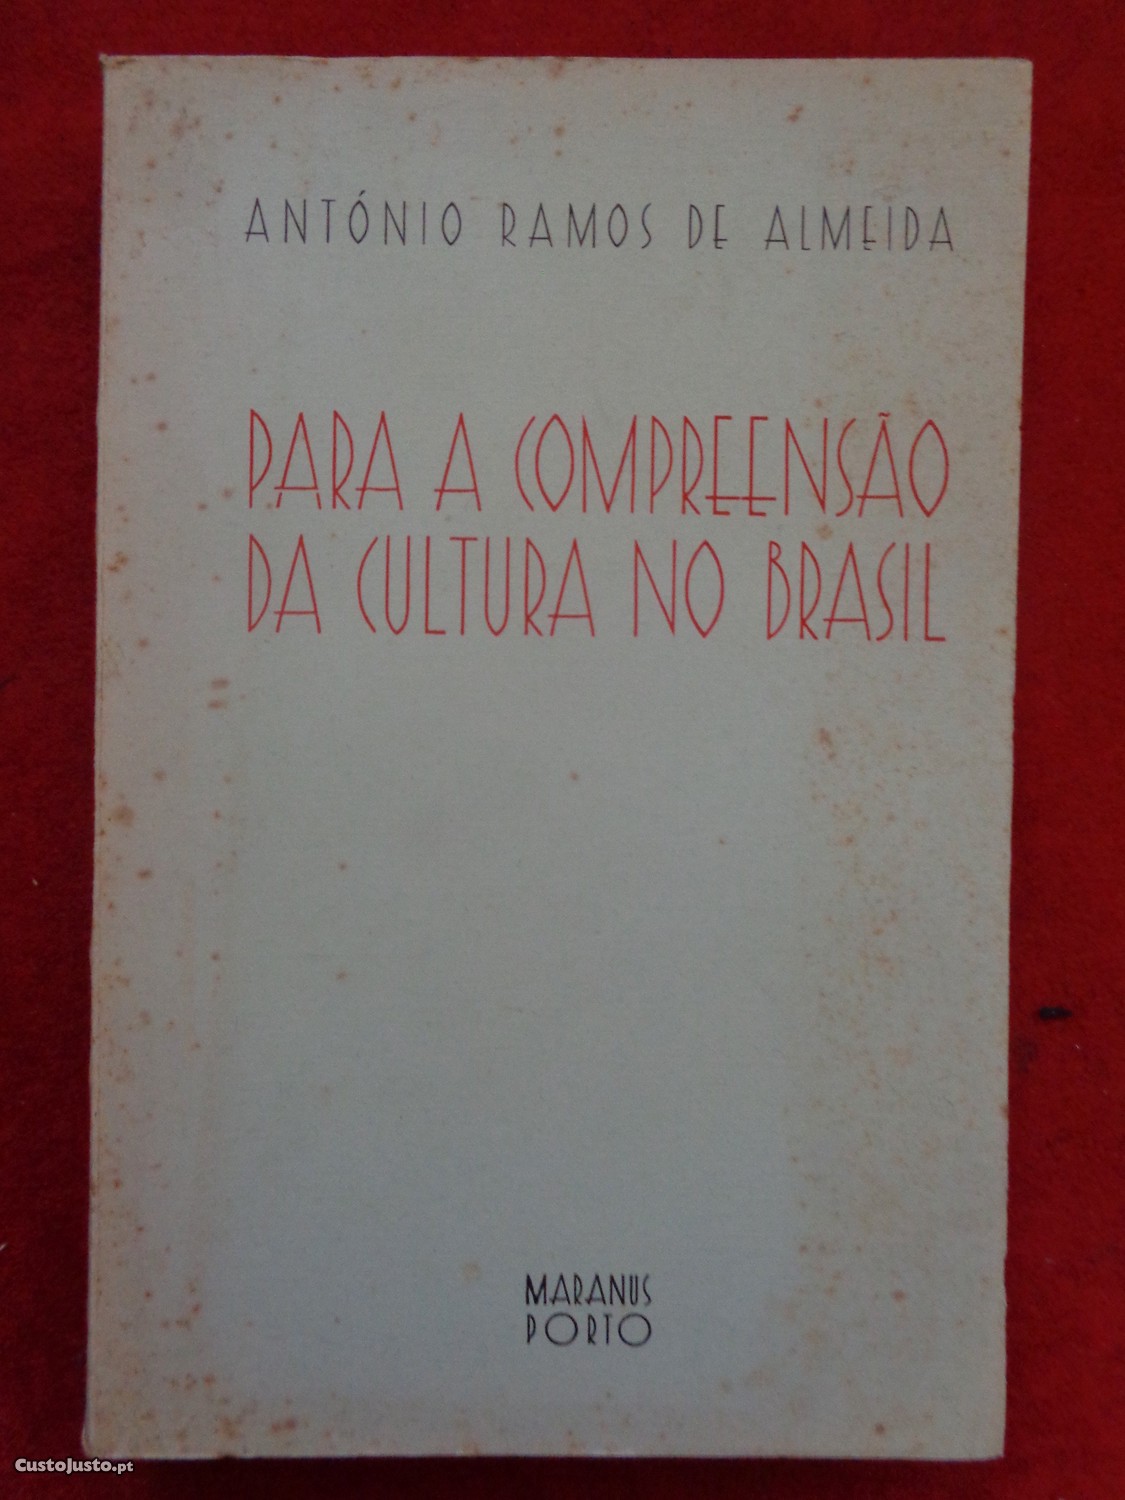 ANTÓNIO RAMOS DE ALMEIDA
PARA A COMPREENSÃO
DA CULTURA NO BRASIL
MARANUS
PORTO
CustoJusto.pt